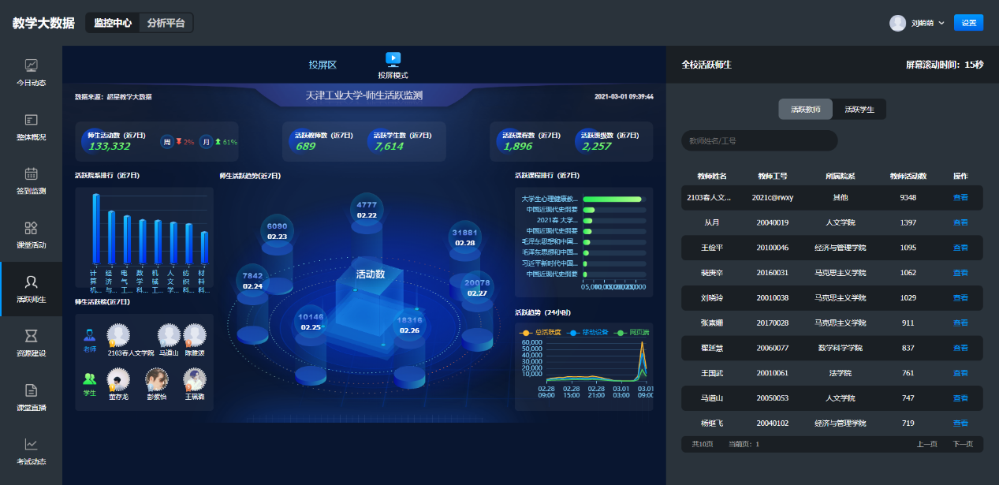 教学大数据
监控中心 分析平台
刘萌萌
设置
今日动态
整体概况
签到监测
课堂活动
活跃师生
资源建设
课堂直播
考试动态
投屏区
投屏模式
数据来源：超星教学大数据
天津工业大学-师生活跃监测
2021-03-01 09:39:44
师生活动数（近7日）
133,332
周 2% 月 61%
活跃教师数（近7日）
689
活跃学生数（近7日）
7,614
活跃课程数（近7日）
1,896
活跃班级数（近7日）
2,257
活跃院系排行（近7日）
计算机...
经济与...
电气工...
数学科...
机械工...
人文学...
纺织科...
材料科...
师生活跃榜(近7日)
老师
2103春人文学院 马道山 陈雅颂
学生
董存龙 彭紫怡 王珮璐
师生活跃趋势(近7日)
4777
02.22
6090
02.23
31881
02.28
7842
02.24
20078
02.27
10146
02.25
18316
02.26
活动数
活跃课程排行（近7日）
大学生心理健康教...
中国近现代史纲要
2021春 大学...
中国近现代史纲要
毛泽东思想和中国...
毛泽东思想和中国...
习近平新时代中国...
中国近现代史纲要
活跃趋势（24小时）
总活跃度 移动设备 网页端
60,000
50,000
40,000
30,000
20,000
10,000
02.28 02.28 02.28 03.01 03.01
09:00 15:00 21:00 03:00 09:00
全校活跃师生
屏幕滚动时间：15秒
活跃教师 活跃学生
教师姓名/工号
教师姓名 教师工号 所属院系 教师活动数 操作
2103春人文... 2021c@rwxy 其他 9348 查看
从月 20040019 人文学院 1397 查看
王俭平 20100046 经济与管理学院 1095 查看
裴庚辛 20160031 马克思主义学院 1062 查看
刘晓玲 20010038 马克思主义学院 1029 查看
张素姗 20170028 马克思主义学院 911 查看
翟延慧 20060077 数学科学学院 837 查看
王国武 20010061 法学院 761 查看
马道山 20050053 人文学院 747 查看
杨继飞 20040102 经济与管理学院 719 查看
共10页 当前页：1 上一页 下一页